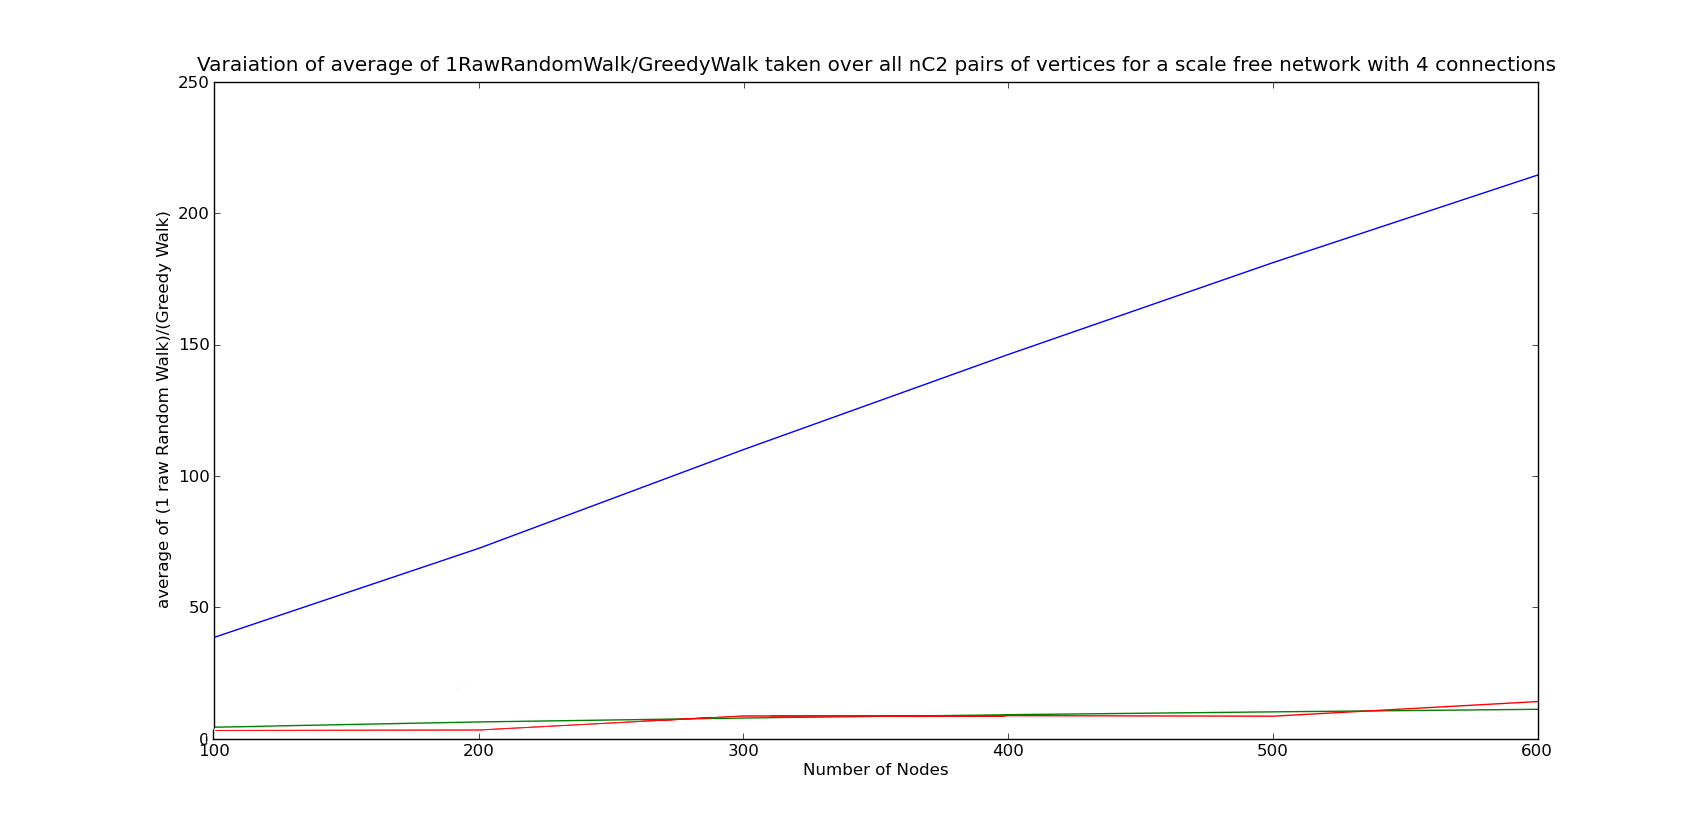 Varaiation of average of 1RawRandomWalk/GreedyWalk taken over all nC2 pairs of vertices for a scale free network with 4 connections
250
200
150
100
50
0
average of (1 raw Random Walk)/(Greedy Walk)
100 200 300 400 500 600
Number of Nodes